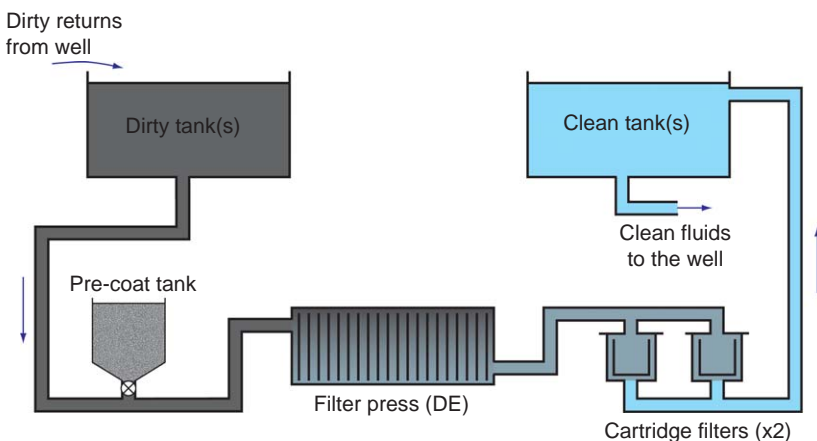 Dirty returns
from well
Dirty tank(s)
Clean tank(s)
Clean fluids
to the well
Pre-coat tank
Filter press (DE)
Cartridge filters (x2)